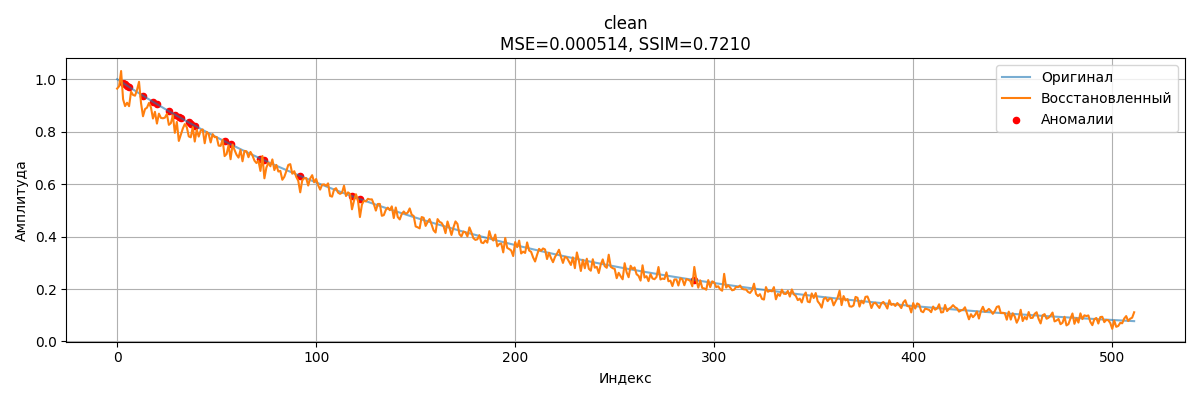 clean
MSE=0.000514, SSIM=0.7210
Амплитуда
1.0
0.8
0.6
0.4
0.2
0.0
0
100
200
300
400
500
Индекс
Оригинал
Восстановленный
Аномалии